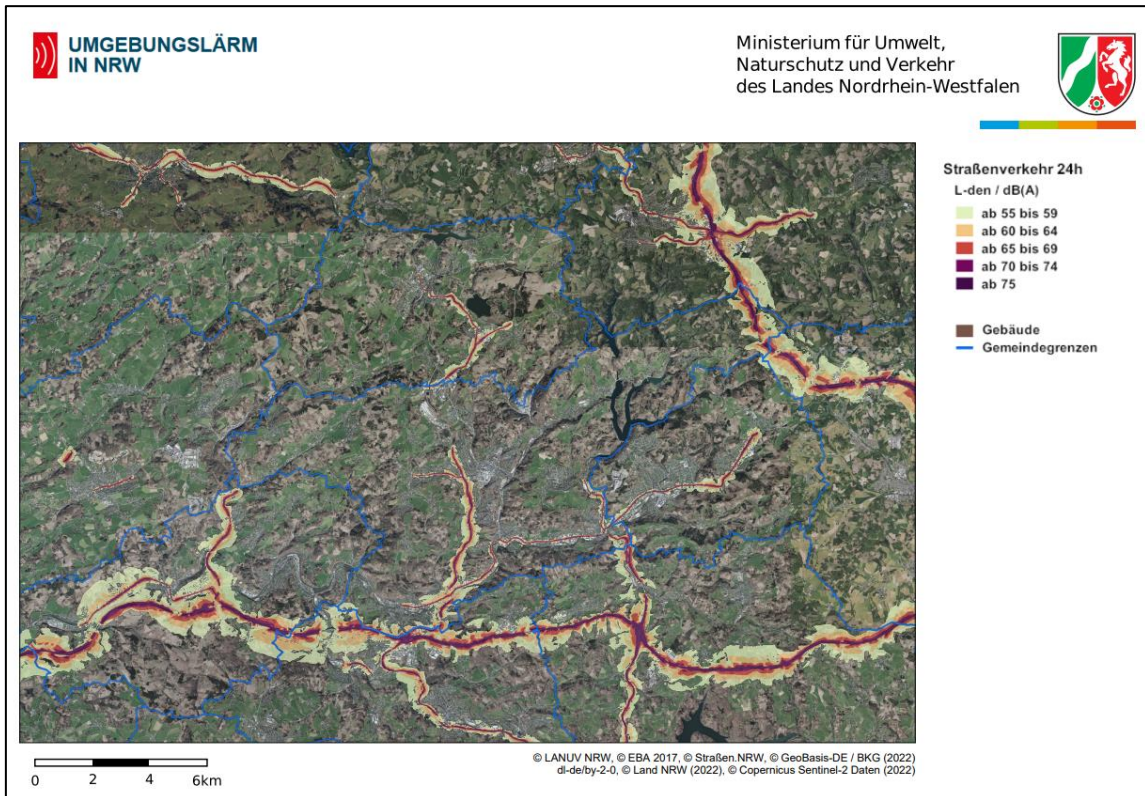 UMGEBUNGSLÄRM
IN NRW
Ministerium für Umwelt,
Naturschutz und Verkehr
des Landes Nordrhein-Westfalen
Straßenverkehr 24h
L-den / dB(A)
ab 55 bis 59
ab 60 bis 64
ab 65 bis 69
ab 70 bis 74
ab 75
Gebäude
Gemeindegrenzen
0 2 4 6km
© LANUV NRW, © EBA 2017, © Straßen.NRW, © GeoBasis-DE / BKG (2022)
dl-de/by-2-0, © Land NRW (2022), © Copernicus Sentinel-2 Daten (2022)